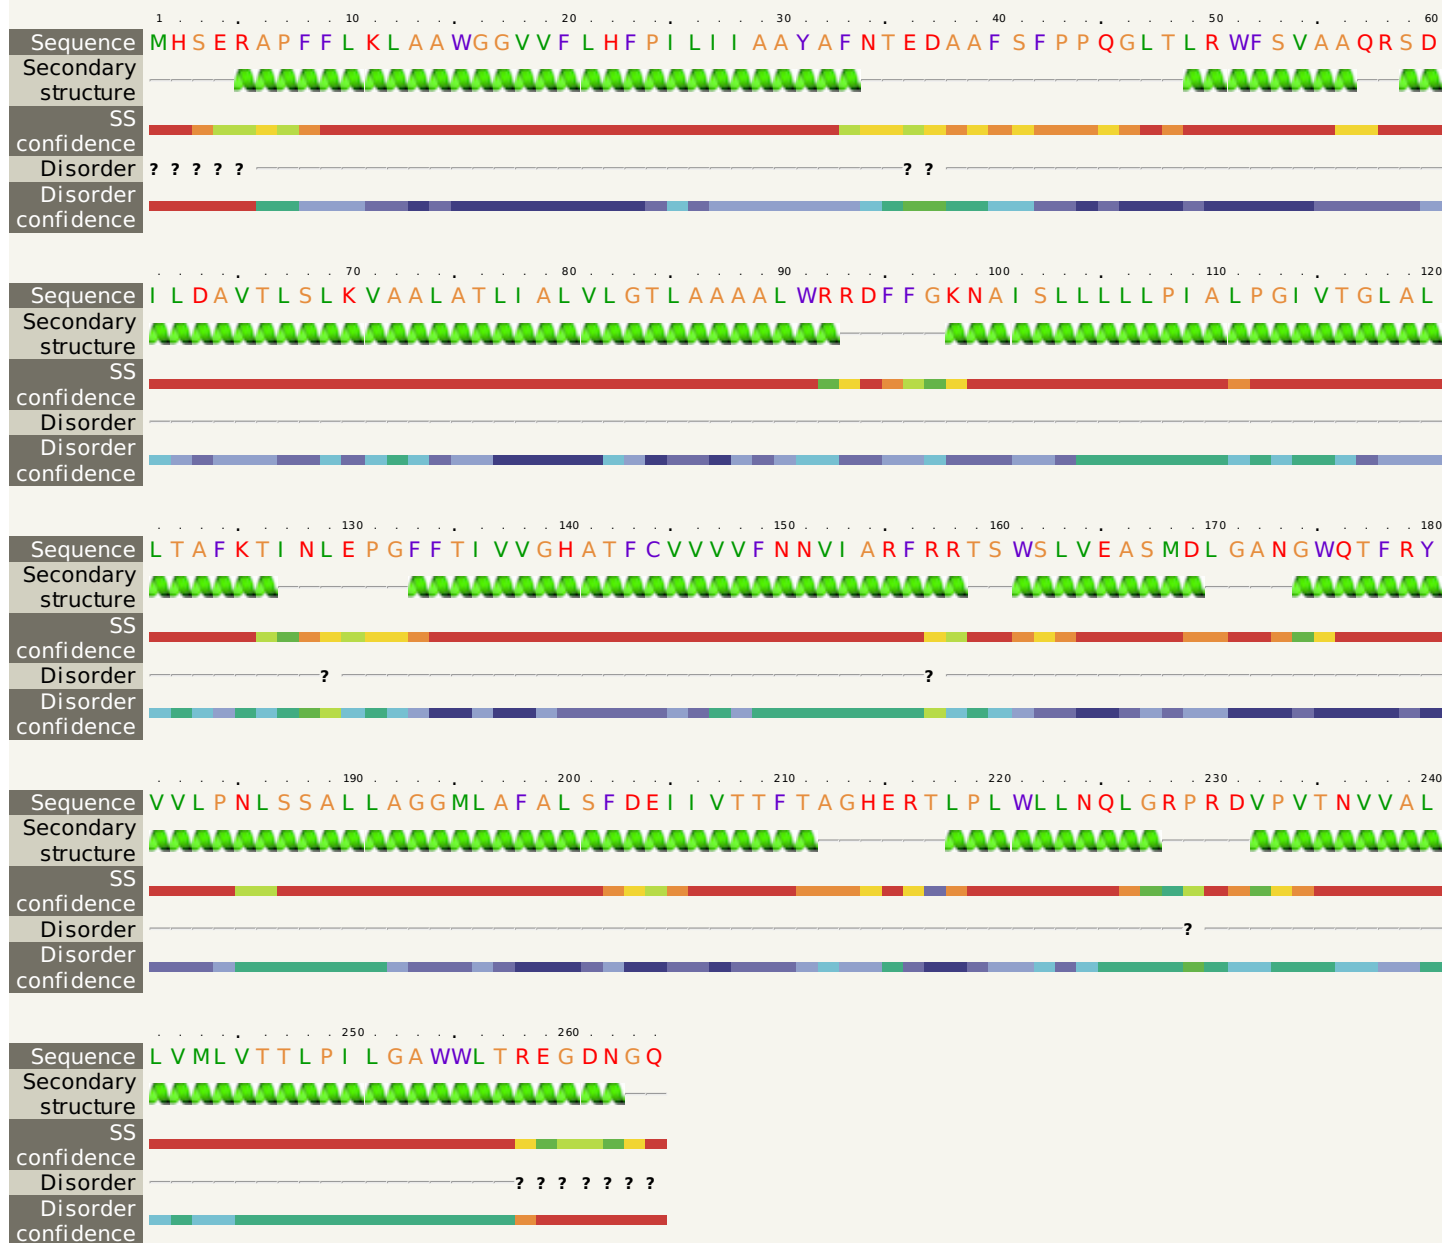 1 . . . . 10 . . . . 20 . . . . 30 . . . . 40 . . . . 50 . . . . 60
Sequence MHSERAPFFLKLAAWGGVVFLHFPILIIAAYAFNTEDAAFSFPPQGLTLRWFSVAAQRSD
Secondary
structure
SS
confidence
Disorder ? ? ? ? ? ? ?
Disorder
confidence
70 . . . . 80 . . . . 90 . . . . 100 . . . . 110 . . . . 120
Sequence ILDAVTLSLKVAALATLIALVLGTLAAAALWRRDFFGKNAISLLLLLPIALPGIVTGLAL
Secondary
structure
SS
confidence
Disorder
Disorder
confidence
130 . . . . 140 . . . . 150 . . . . 160 . . . . 170 . . . . 180
Sequence LTAFKTINLEPGFFTIVVGHATFCVVVVFNNVIARFRRTSWSLVEASMDLGANGWQTFRY
Secondary
structure
SS
confidence
Disorder ? ?
Disorder
confidence
190 . . . . 200 . . . . 210 . . . . 220 . . . . 230 . . . . 240
Sequence VVLPNLSSALLAGGMLAFALSFDEIIVTTFTAGHERTLPLWLLNQLGRPRDVPVTNVVAL
Secondary
structure
SS
confidence
Disorder ?
Disorder
confidence
250 . . . . 260 . . . .
Sequence LVMLVTTLPILGAWWLTREGDNGQ
Secondary
structure
SS
confidence
Disorder ? ? ? ? ? ? ?
Disorder
confidence